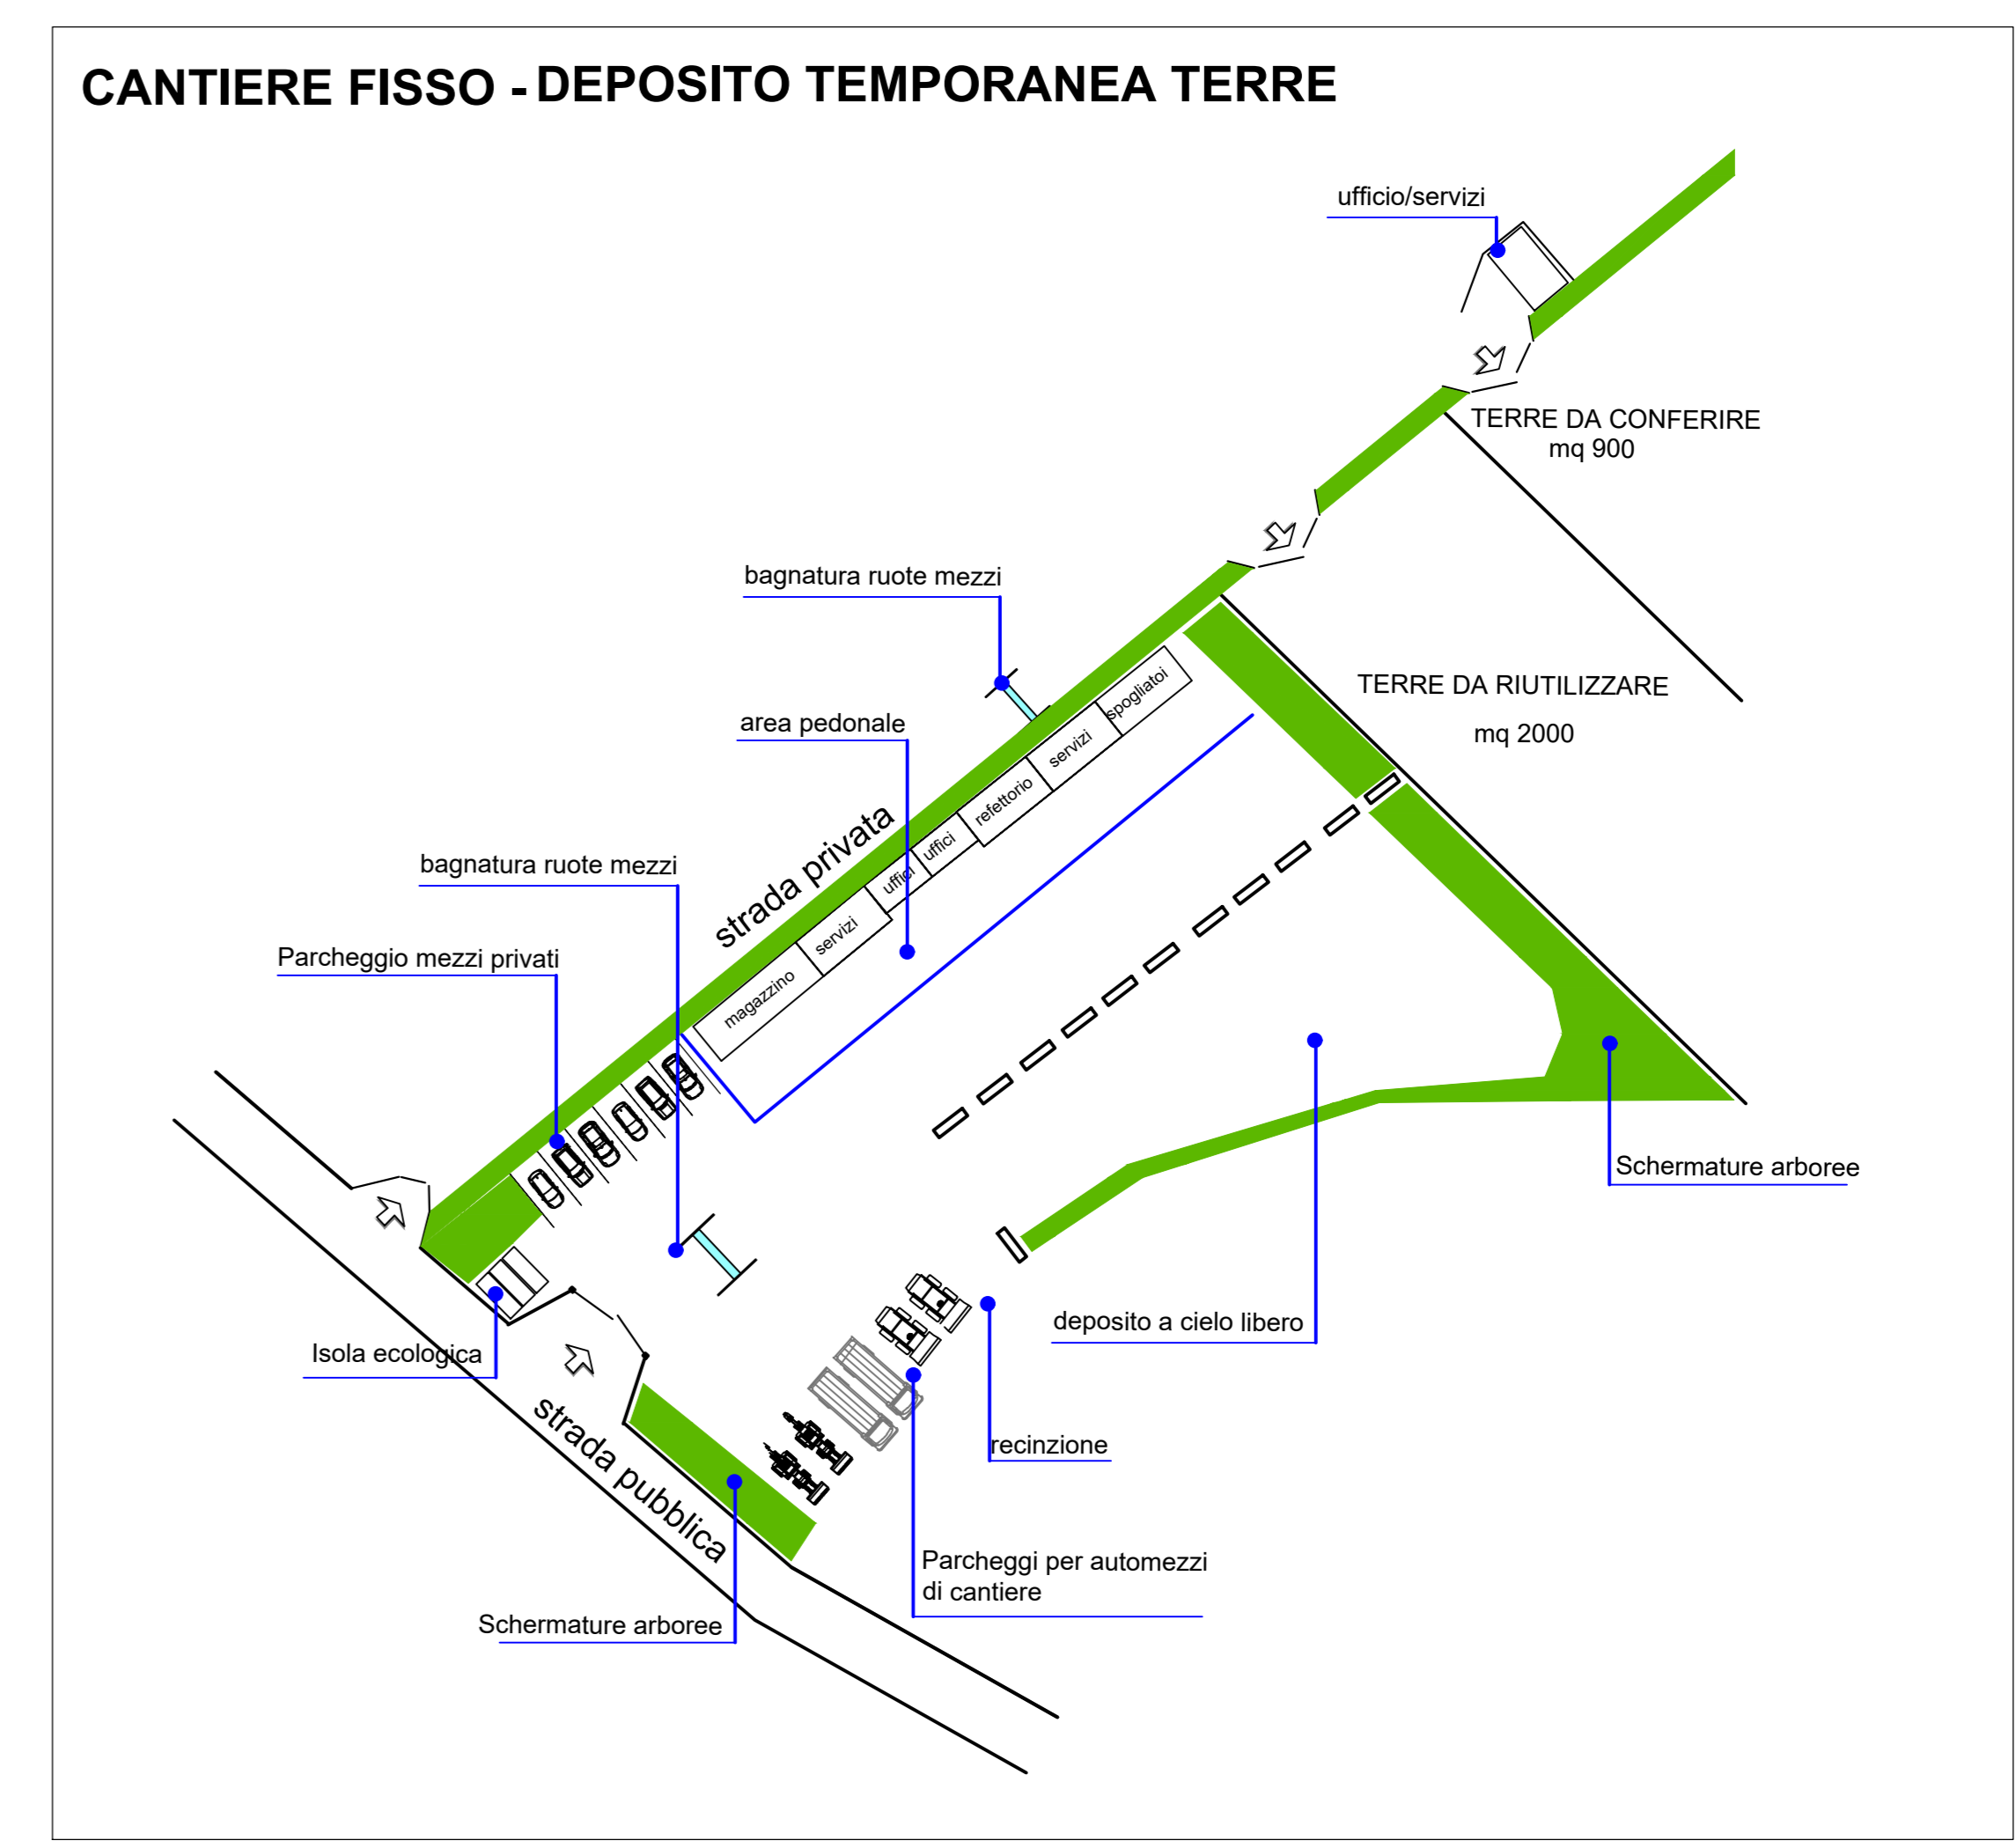 CANTIERE FISSO - DEPOSITO TEMPORANEA TERRE
ufficio/servizi
TERRE DA CONFERIRE
mq 900
bagnatura ruote mezzi
TERRE DA RIUTILIZZARE
mq 2000
area pedonale
spogliatoi
servizi
refettorio
uffici
uffici
servizi
magazzino
strada privata
bagnatura ruote mezzi
Parcheggio mezzi privati
Schermature arboree
deposito a cielo libero
Isola ecologica
strada pubblica
recinzione
Parcheggi per automezzi
di cantiere
Schermature arboree